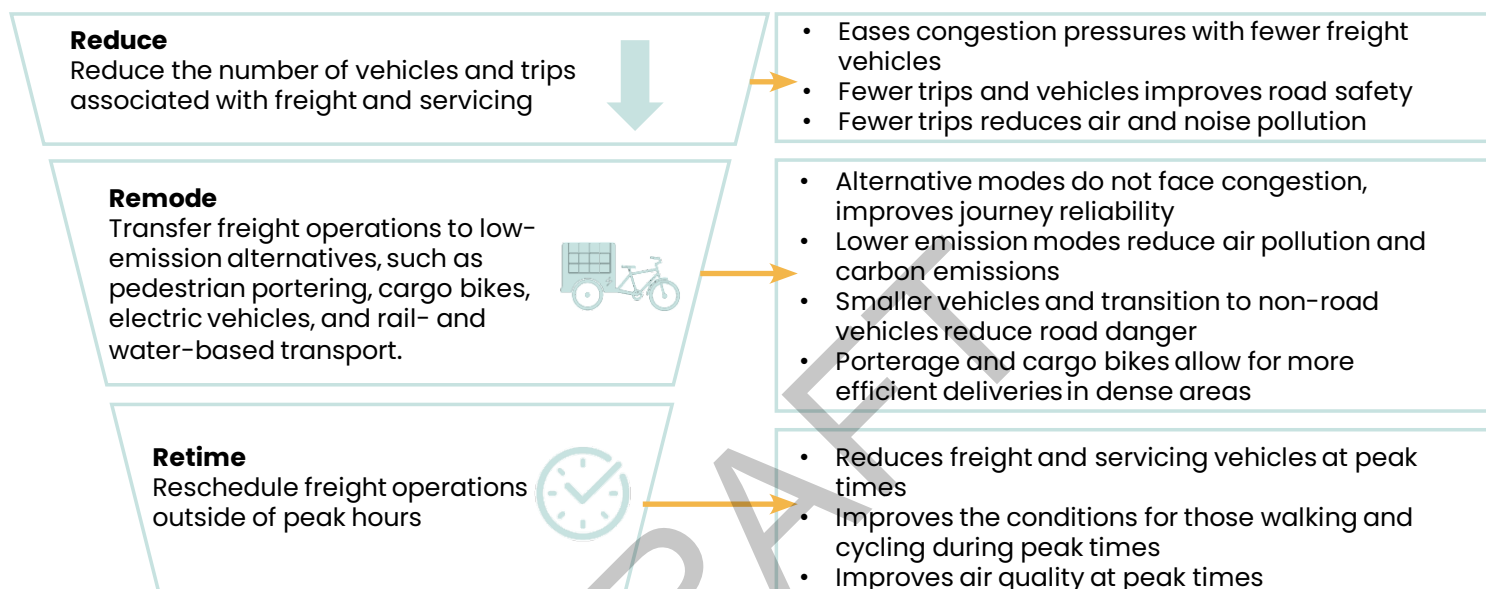 Reduce
Reduce the number of vehicles and trips
associated with freight and servicing
• Eases congestion pressures with fewer freight
vehicles
• Fewer trips and vehicles improves road safety
• Fewer trips reduces air and noise pollution
Remode
Transfer freight operations to low-
emission alternatives, such as
pedestrian portering, cargo bikes,
electric vehicles, and rail- and
water-based transport.
• Alternative modes do not face congestion,
improves journey reliability
• Lower emission modes reduce air pollution and
carbon emissions
• Smaller vehicles and transition to non-road
vehicles reduce road danger
• Porterage and cargo bikes allow for more
efficient deliveries in dense areas
Retime
Reschedule freight operations
outside of peak hours
• Reduces freight and servicing vehicles at peak
times
• Improves the conditions for those walking and
cycling during peak times
• Improves air quality at peak times
DRAFT